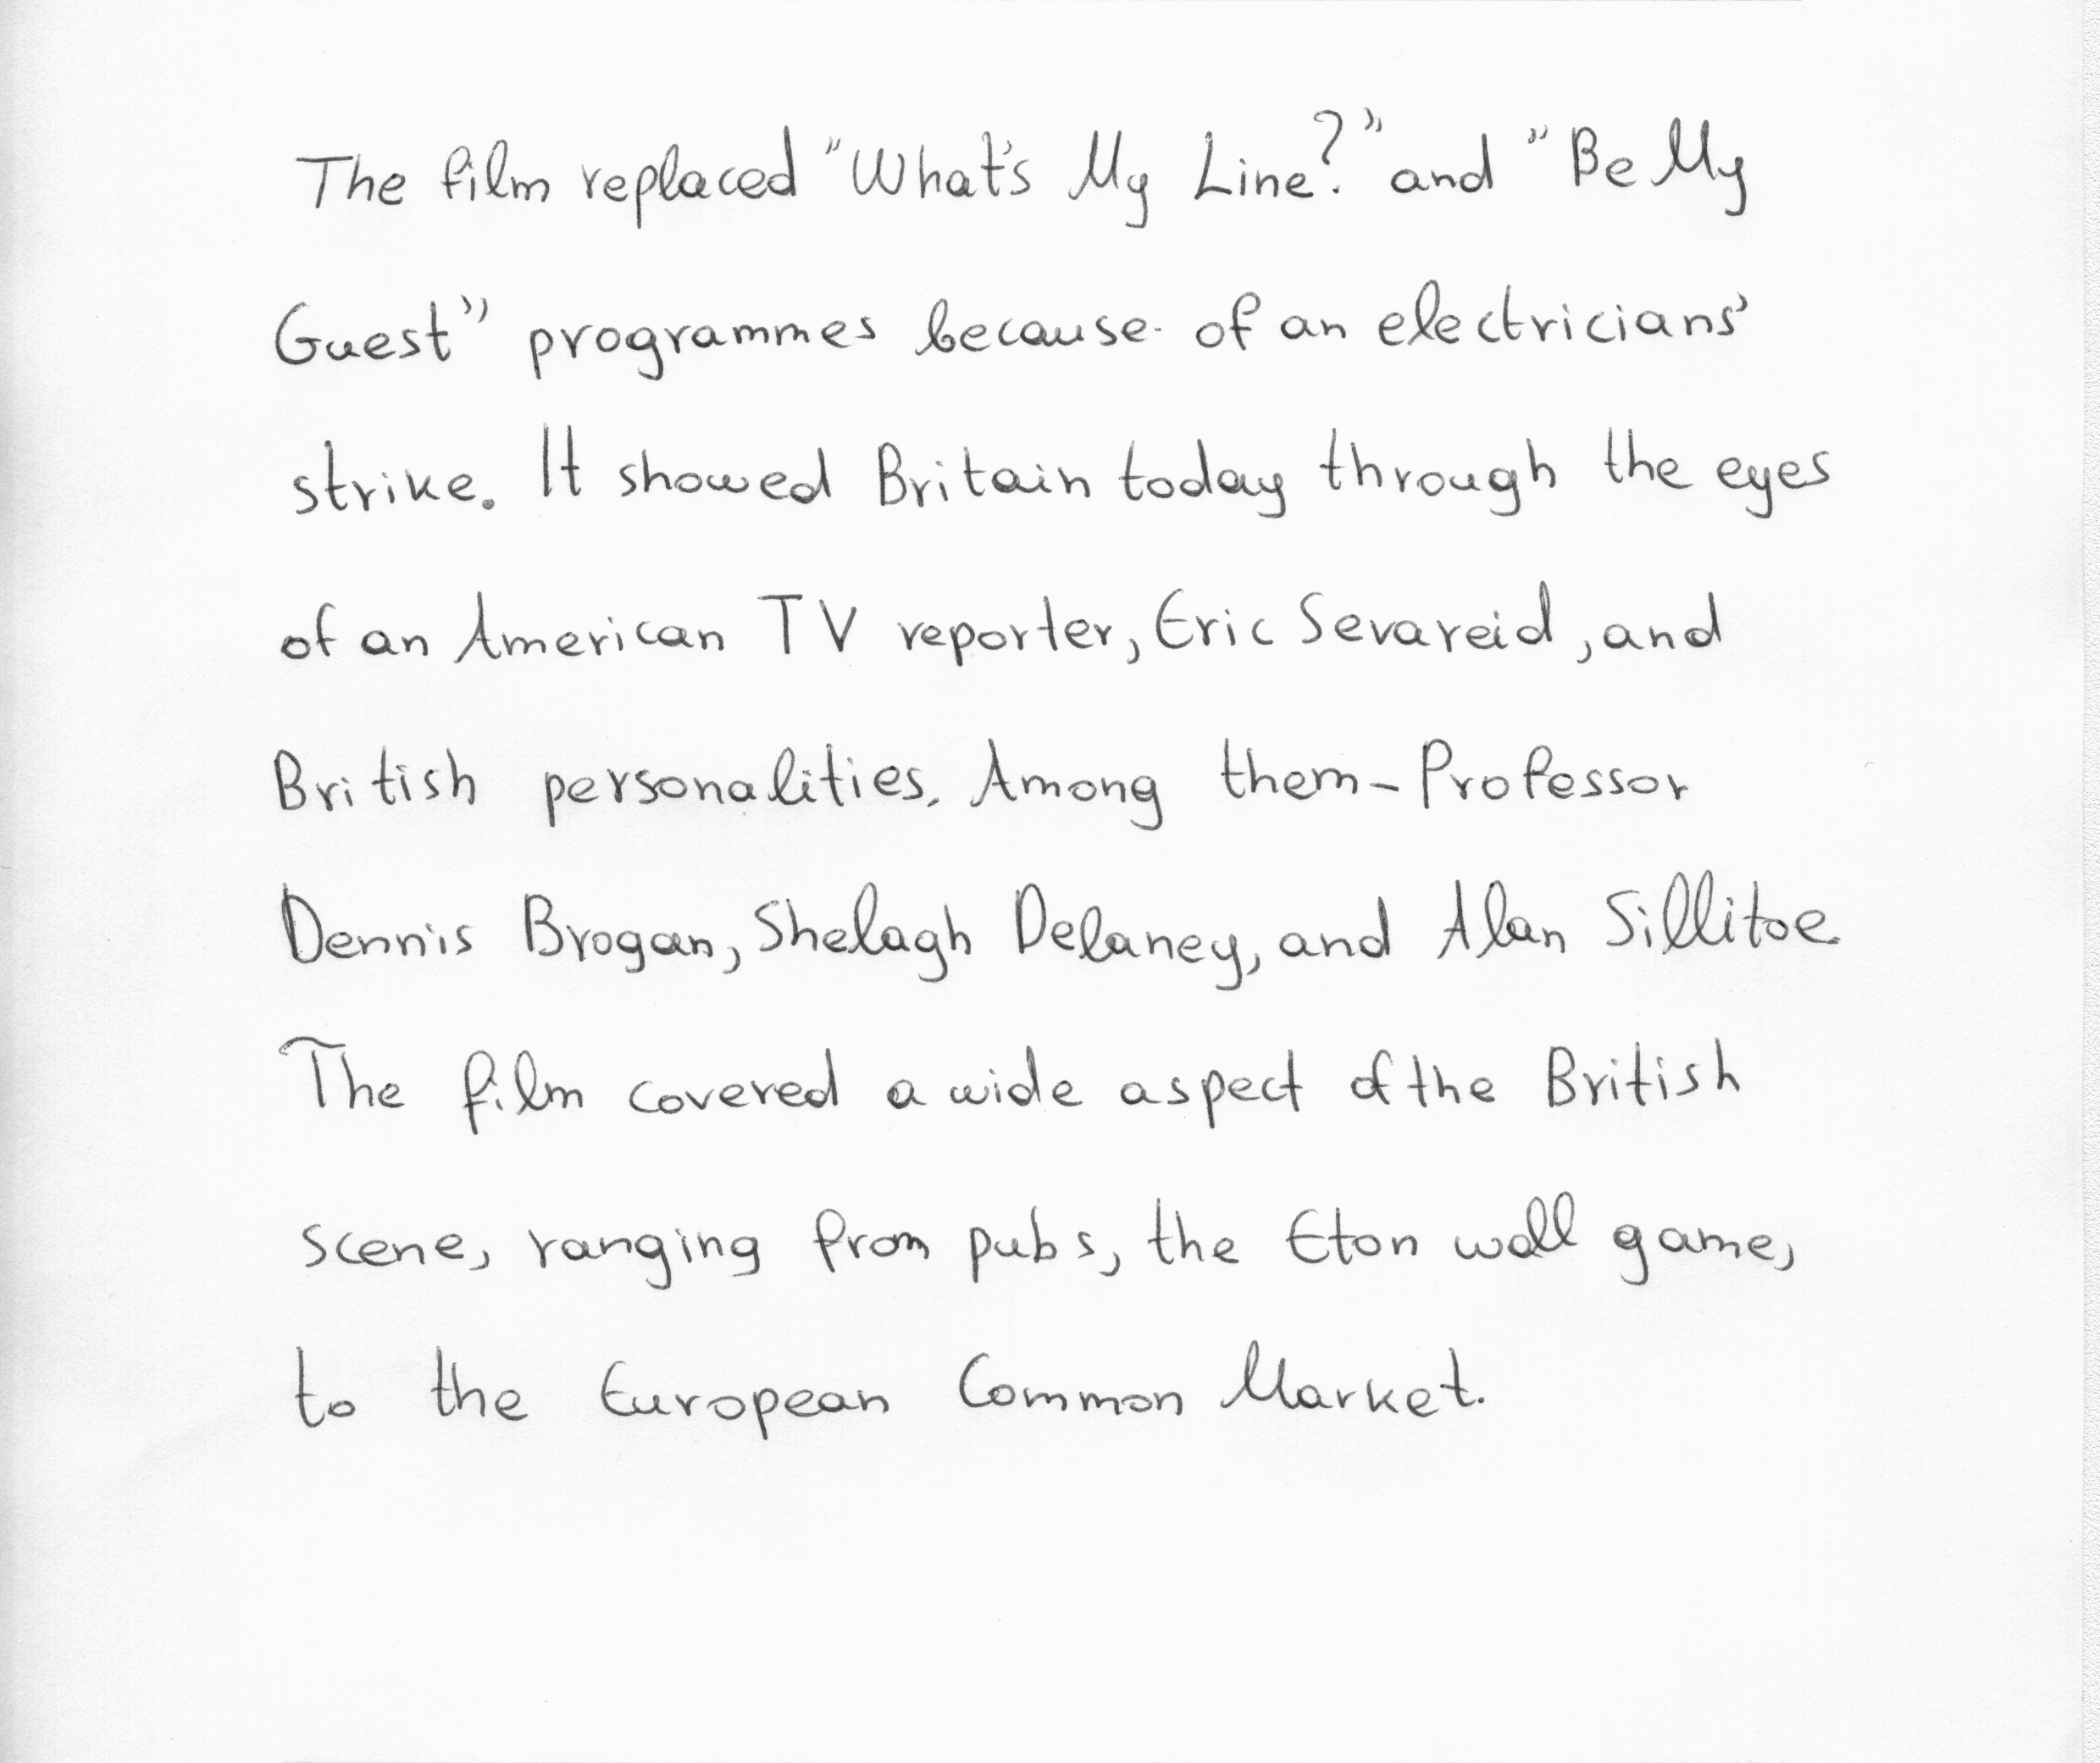 The film replaced "What's My Line?" and "Be My
Guest" programmes because of an electricians'
strike. It showed Britain today through the eyes
of an American TV reporter, Eric Sevareid, and
British personalities. Among them - Professor
Dennis Brogan, Shelagh Delaney, and Alan Sillitoe.
The film covered a wide aspect of the British
scene, ranging from pubs, the Eton wall game,
to the European Common Market.